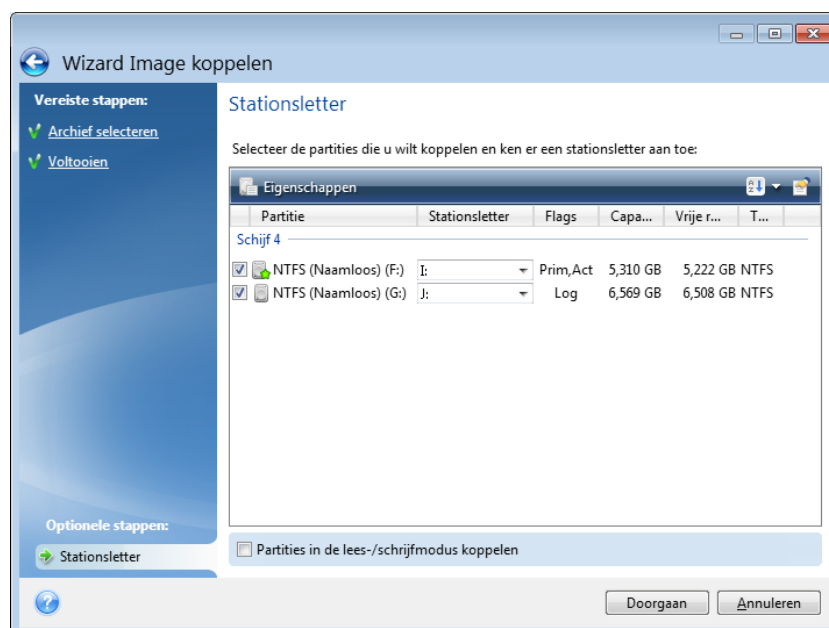 Wizard Image koppelen
Vereiste stappen:
Archief selecteren
Voltooien
Optionele stappen:
Stationsletter
Stationsletter
Selecteer de partities die u wilt koppelen en ken er een stationsletter aan toe:
Eigenschappen
Partitie Stationsletter Flags Capa... Vrije r... T...
Schijf 4
NTFS (Naamloos) (F:) I: Prim,Act 5,310 GB 5,222 GB NTFS
NTFS (Naamloos) (G:) J: Log 6,569 GB 6,508 GB NTFS
Partities in de lees-/schrijfmodus koppelen
Doorgaan Annuleren